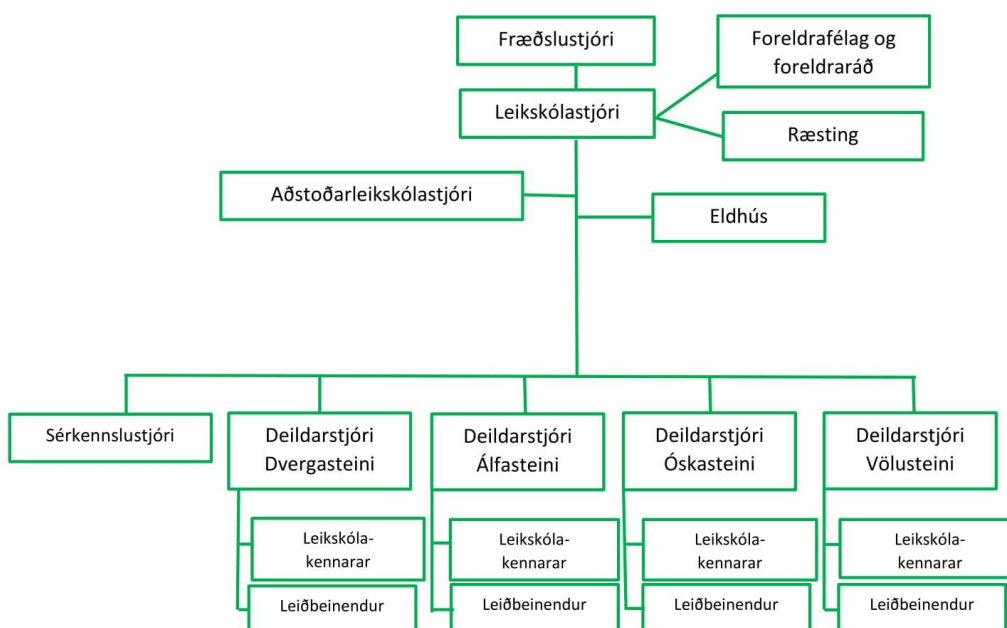 Fræðslustjóri
Foreldrafélag og
foreldraráð
Leikskólastjóri
Ræsting
Aðstoðarleikskólastjóri
Eldhús
Sérkennslustjóri
Deildarstjóri
Dvergasteini
Deildarstjóri
Álfasteini
Deildarstjóri
Óskasteini
Deildarstjóri
Völusteini
Leikskóla-
kennarar
Leikskóla-
kennarar
Leikskóla-
kennarar
Leikskóla-
kennarar
Leiðbeinendur
Leiðbeinendur
Leiðbeinendur
Leiðbeinendur